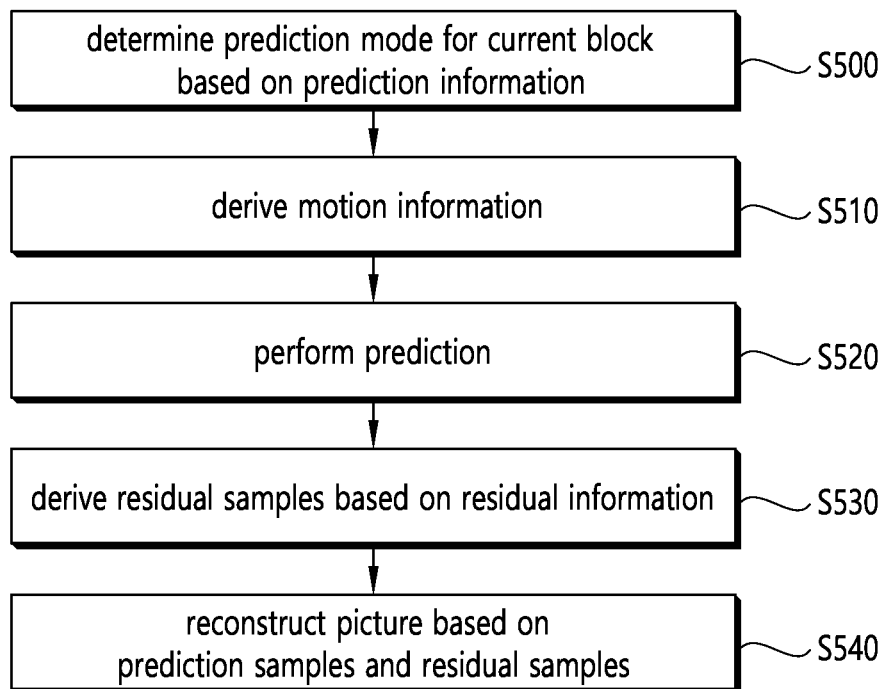 determine prediction mode for current block
based on prediction information
S500
derive motion information
S510
perform prediction
S520
derive residual samples based on residual information
S530
reconstruct picture based on
prediction samples and residual samples
S540